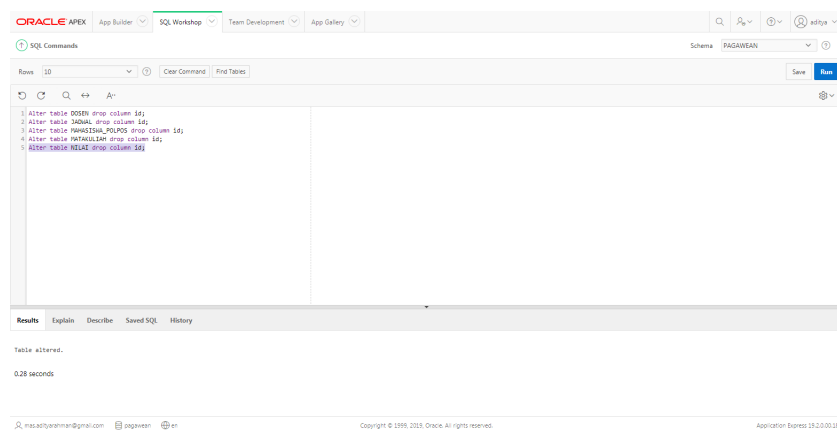 ORACLE APEX App Builder SQL Workshop Team Development App Gallery aditya
SQL Commands Schema PAGAWEAN
Rows 10 Clear Command Find Tables Save Run
A··
1 Alter table DOSEN drop column id;
2 Alter table JADWAL drop column id;
3 Alter table MAHASISWA_POLPOS drop column id;
4 Alter table MATAKULIAH drop column id;
5 Alter table NILAI drop column id;
Results Explain Describe Saved SQL History
Table altered.
0.28 seconds
mas.adityarahman@gmail.com pagawean en Copyright © 1999, 2019, Oracle. All rights reserved. Application Express 19.2.0.00.18